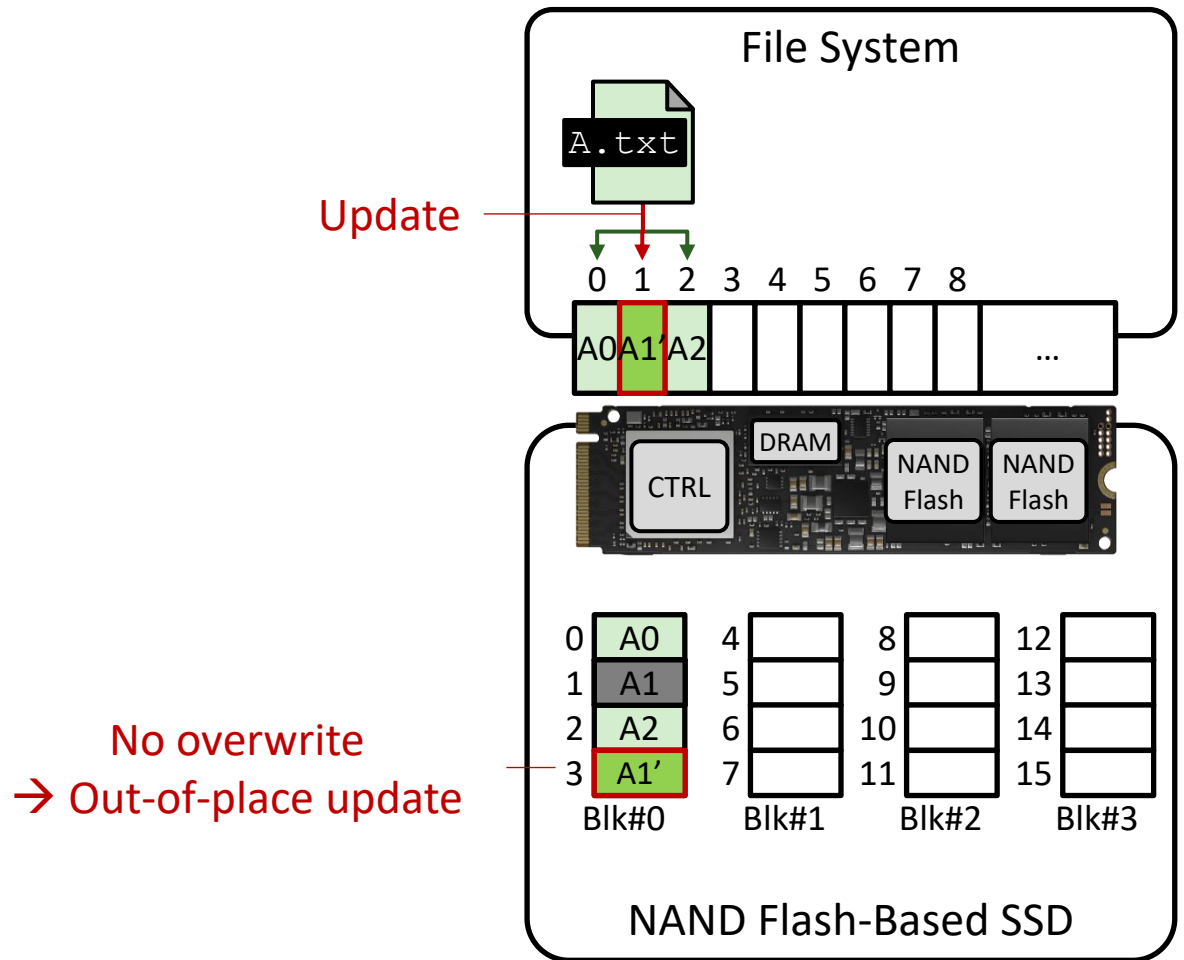 File System
A.txt
Update
0 1 2 3 4 5 6 7 8
A0 A1’ A2 ...
CTRL
DRAM
NAND
Flash
NAND
Flash
0 A0 4 8 12
1 A1 5 9 13
2 A2 6 10 14
3 A1’ 7 11 15
No overwrite
→ Out-of-place update
Blk#0 Blk#1 Blk#2 Blk#3
NAND Flash-Based SSD